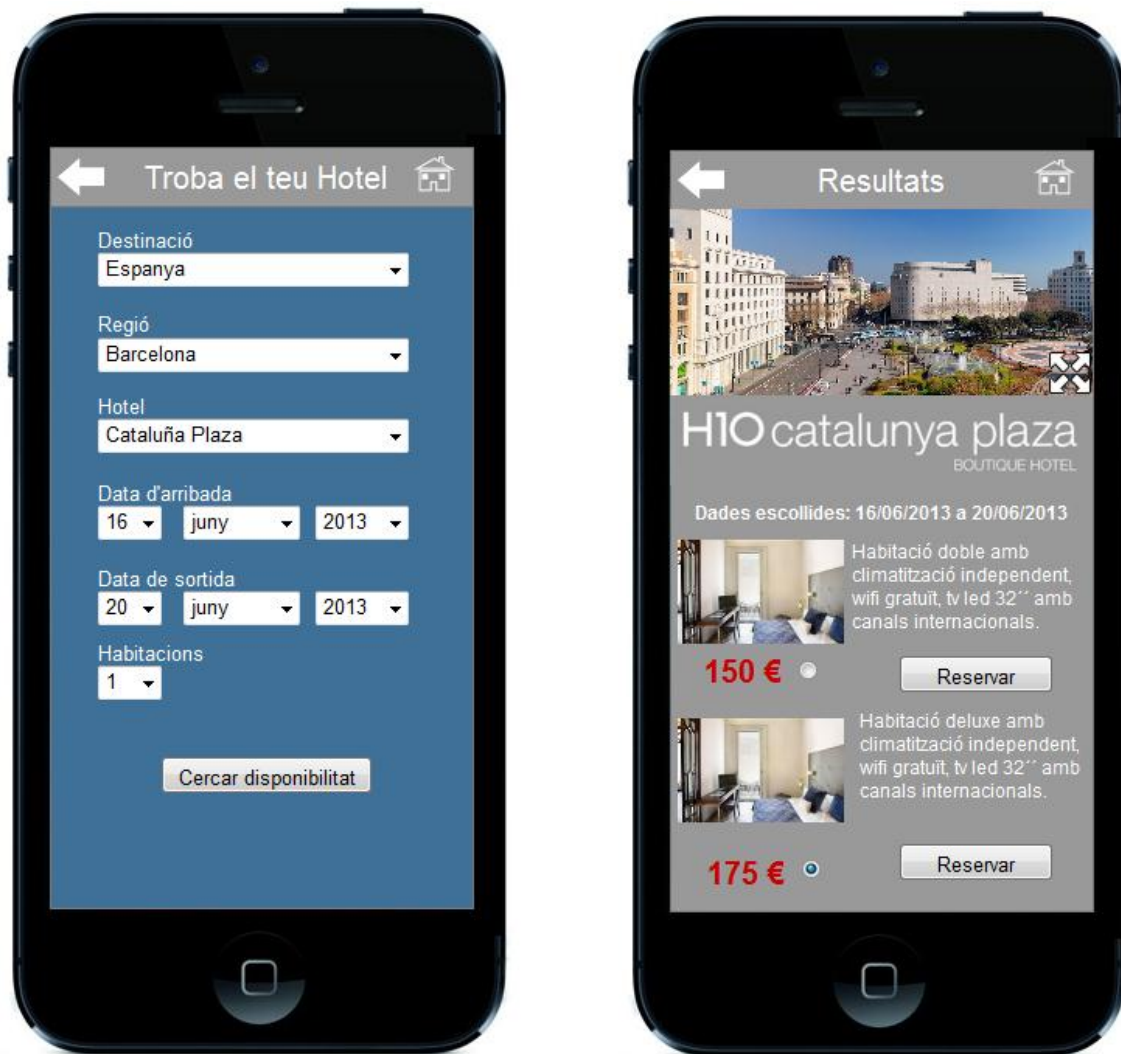 Troba el teu Hotel
Destinació
Espanya
Regió
Barcelona
Hotel
Cataluña Plaza
Data d'arribada
16 juny 2013
Data de sortida
20 juny 2013
Habitacions
1
Cercar disponibilitat
Resultats
H10 catalunya plaza
BOUTIQUE HOTEL
Dades escollides: 16/06/2013 a 20/06/2013
Habitació doble amb
climatització independent,
wifi gratuït, tv led 32´´ amb
canals internacionals.
150 €
Reservar
Habitació deluxe amb
climatització independent,
wifi gratuït, tv led 32´´ amb
canals internacionals.
175 €
Reservar